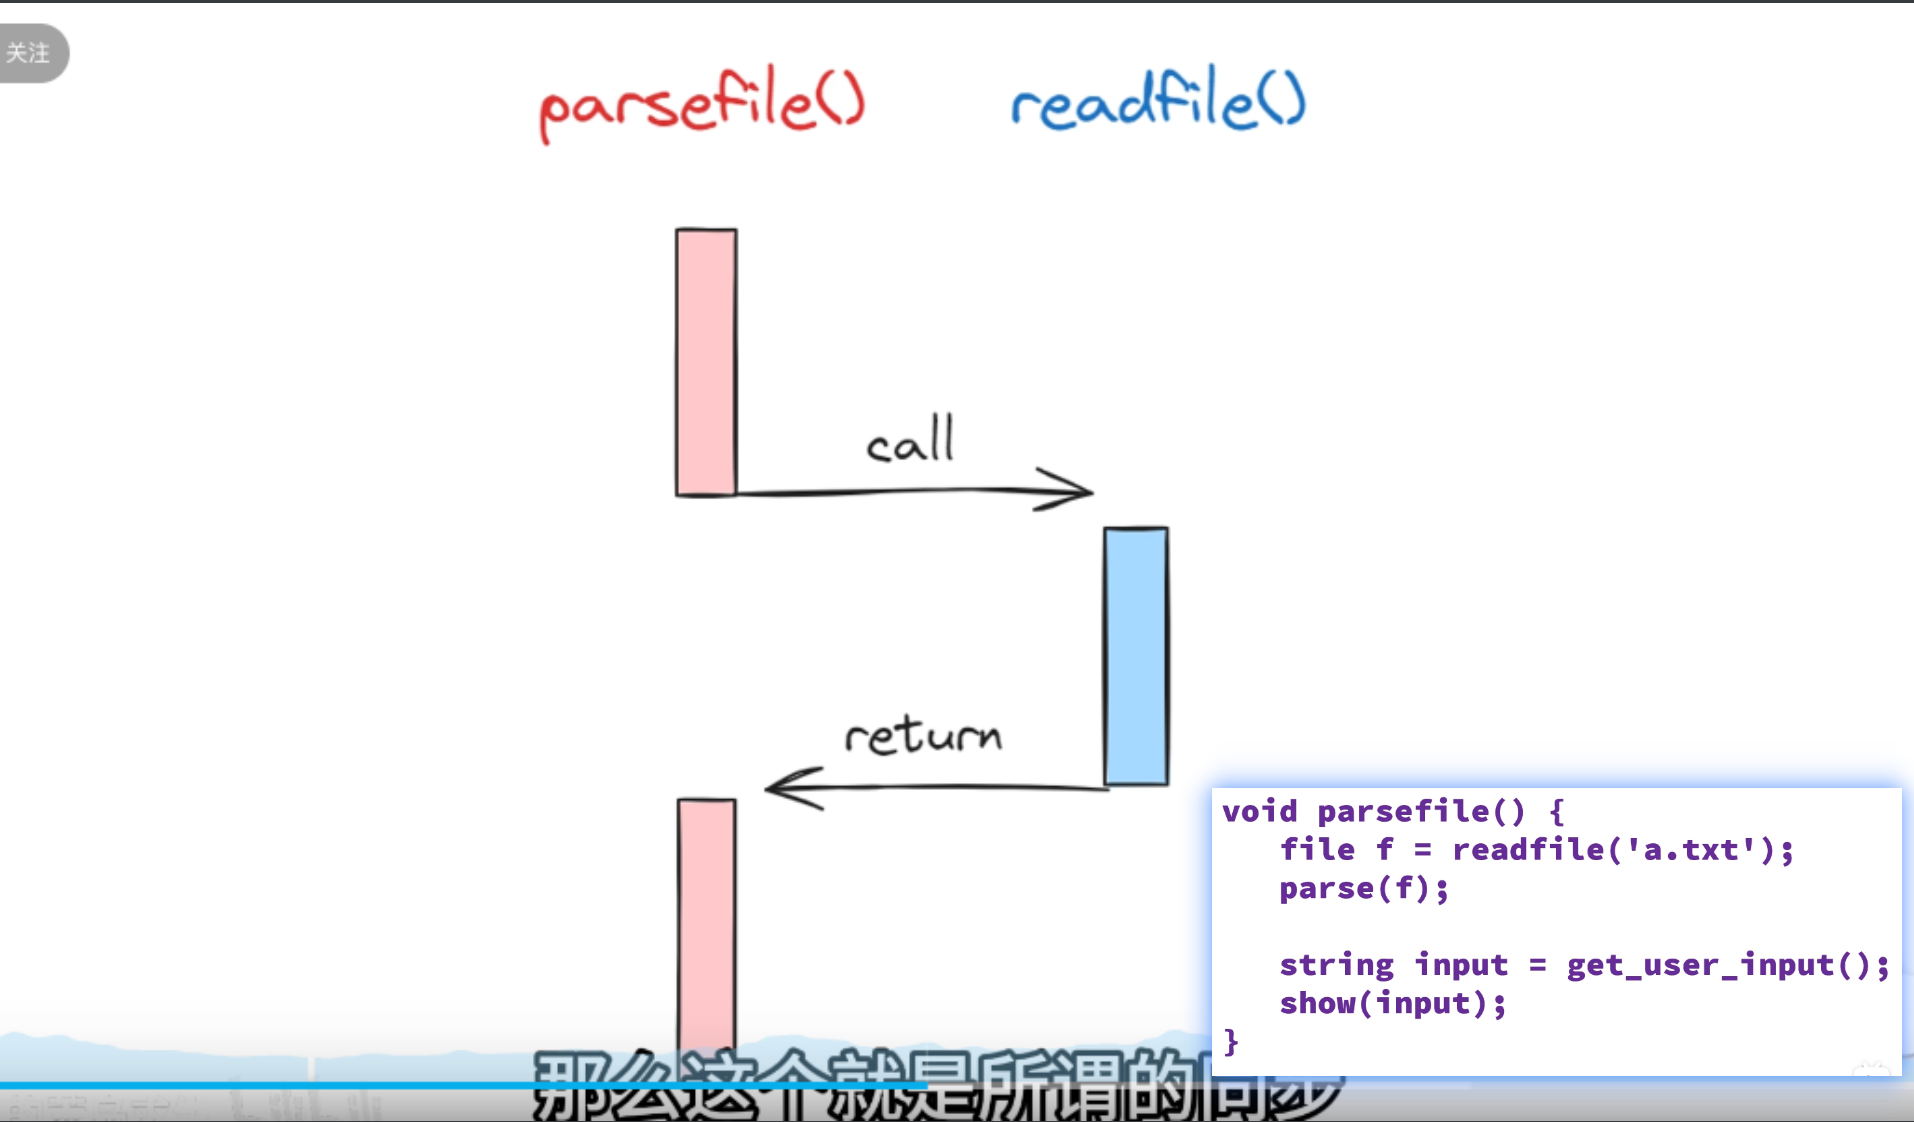 关注
parsefile() readfile()
call
return
void parsefile() {
file f = readfile('a.txt');
parse(f);
string input = get_user_input();
show(input);
}
那么这个就是所谓的同步